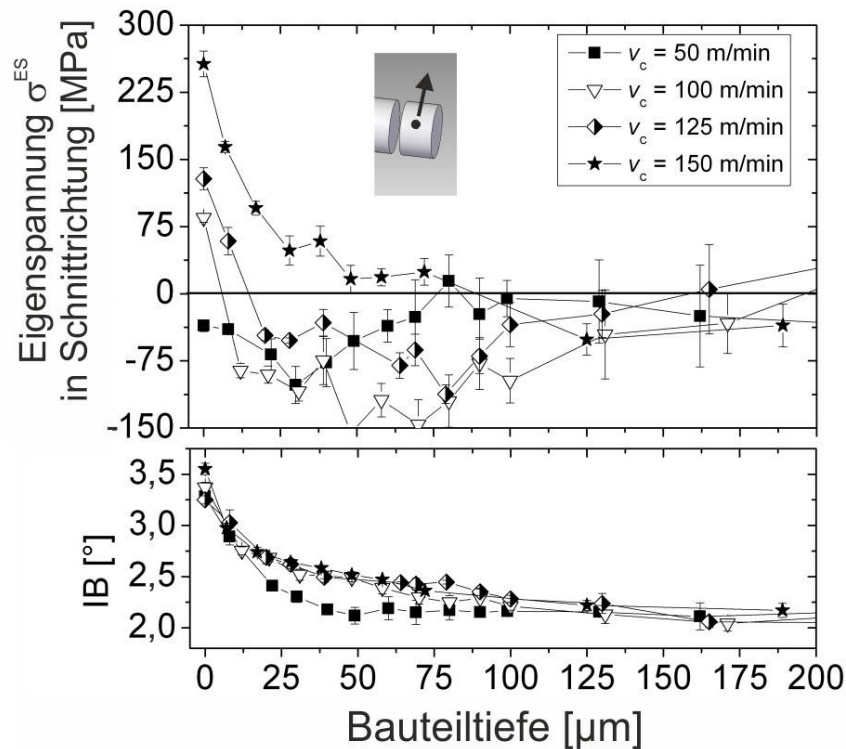 Eigenspannung σ^ES
in Schnittrichtung [MPa]
300
225
150
75
0
-75
-150
v_c = 50 m/min
v_c = 100 m/min
v_c = 125 m/min
v_c = 150 m/min
IB [°]
3,5
3,0
2,5
2,0
0 25 50 75 100 125 150 175 200
Bauteiltiefe [µm]